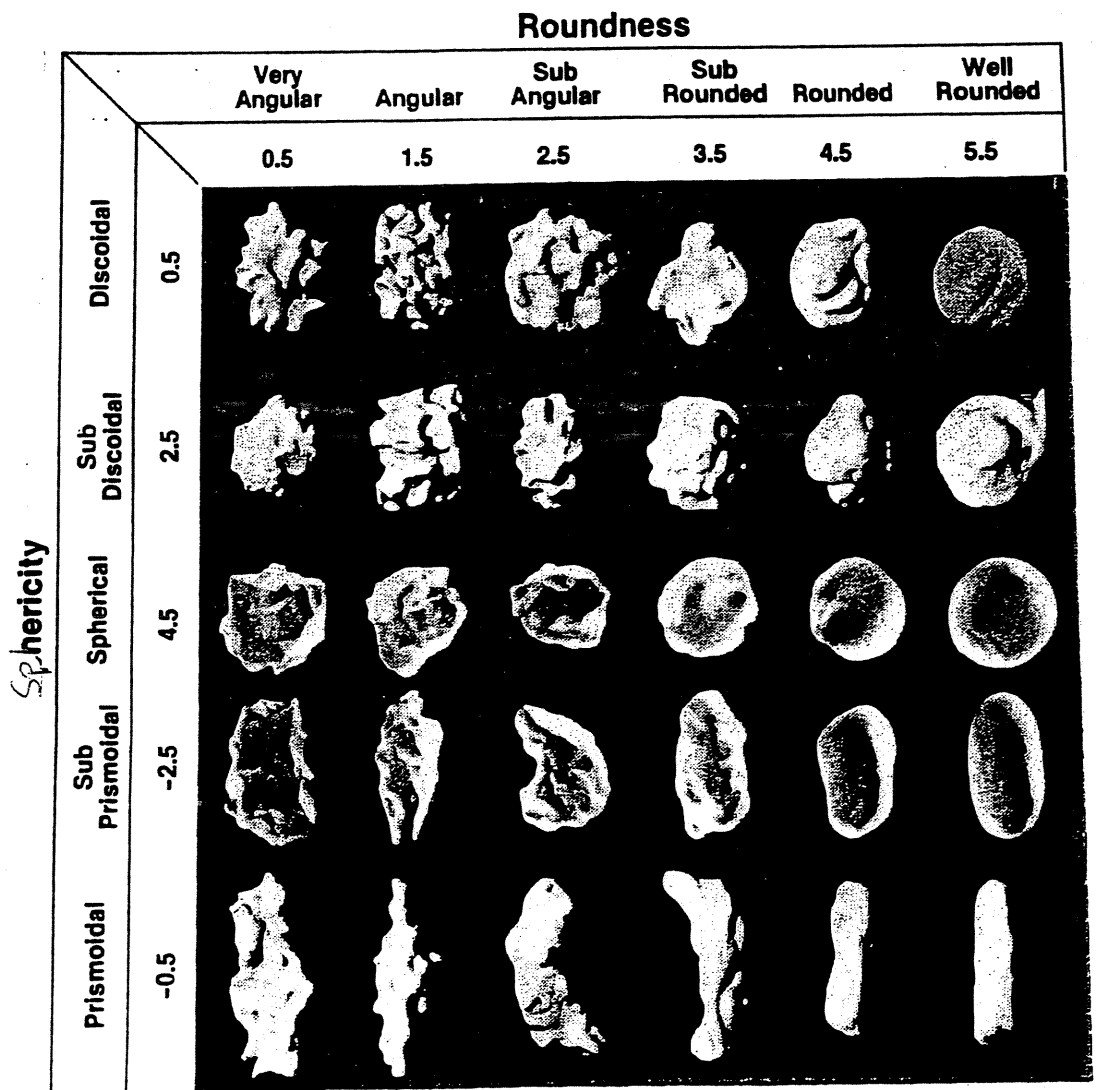 Roundness
Very Angular
Angular
Sub Angular
Sub Rounded
Rounded
Well Rounded
0.5
1.5
2.5
3.5
4.5
5.5
Sphericity
Discoidal
0.5
Sub Discoidal
2.5
Spherical
4.5
Sub Prismoidal
-2.5
Prismoidal
-0.5